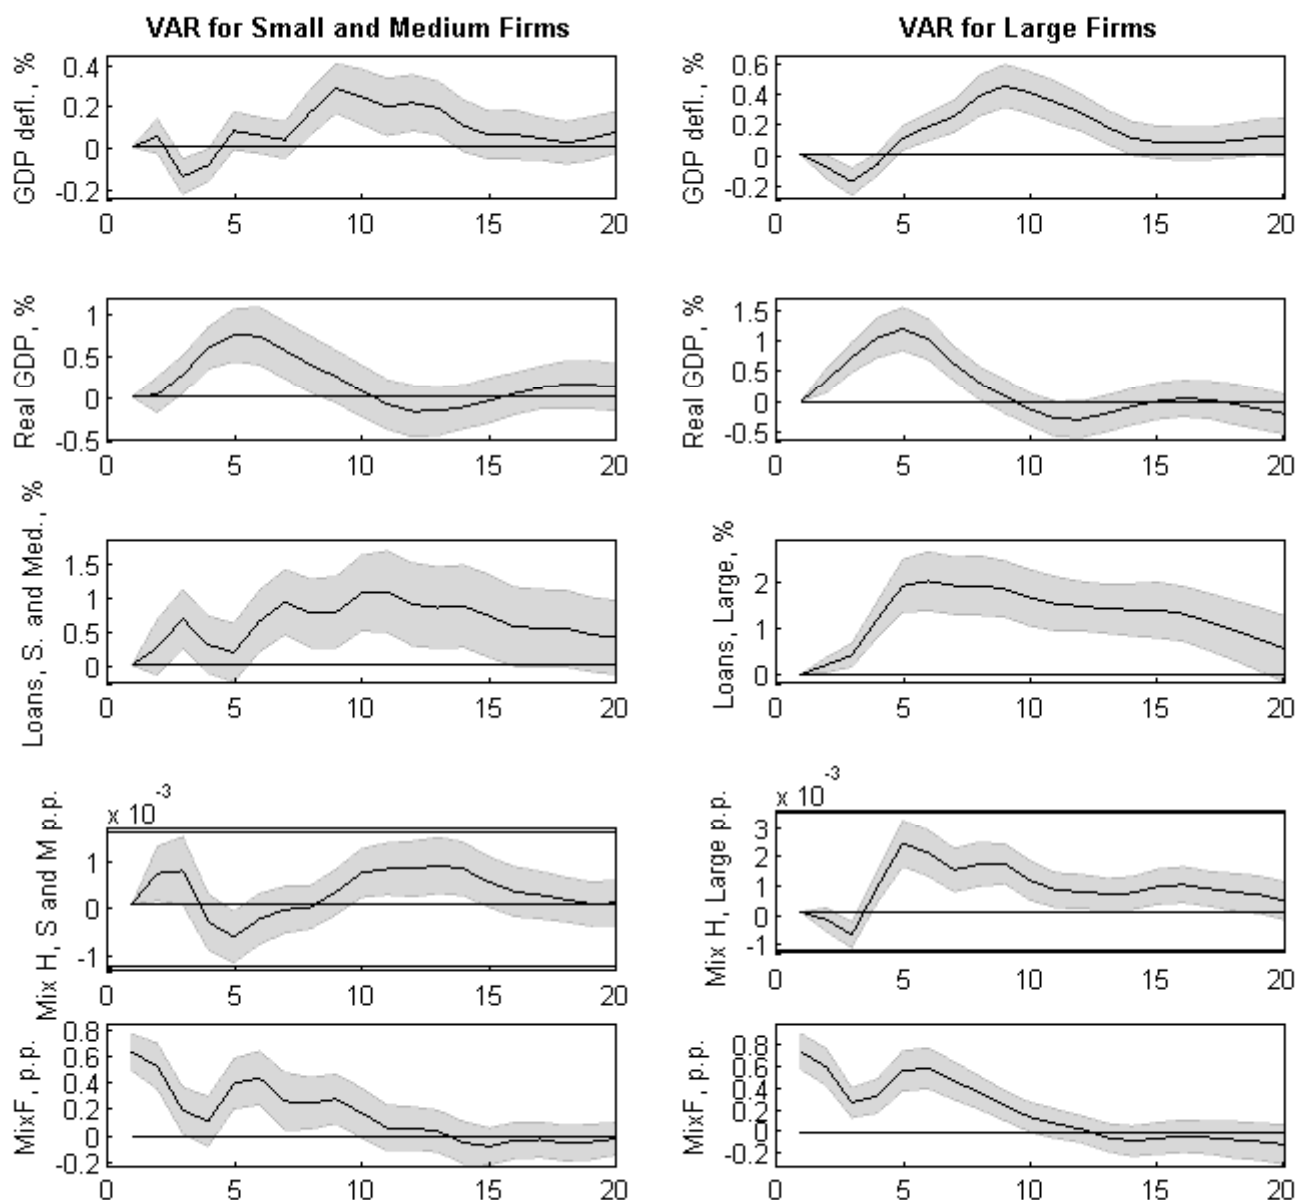 VAR for Small and Medium Firms
GDP defl., %
0.4
0.2
0
-0.2
0 5 10 15 20
Real GDP, %
1
0.5
0
-0.5
0 5 10 15 20
Loans, S. and Med., %
1.5
1
0.5
0
0 5 10 15 20
Mix H, S and M p.p.
x 10^-3
1
0
-1
0 5 10 15 20
MixF, p.p.
0.8
0.6
0.4
0.2
0
-0.2
0 5 10 15 20
VAR for Large Firms
GDP defl., %
0.6
0.4
0.2
0
-0.2
0 5 10 15 20
Real GDP, %
1.5
1
0.5
0
-0.5
0 5 10 15 20
Loans, Large, %
2
1
0
0 5 10 15 20
Mix H, Large p.p.
x 10^-3
3
2
1
0
-1
0 5 10 15 20
MixF, p.p.
0.8
0.6
0.4
0.2
0
-0.2
0 5 10 15 20